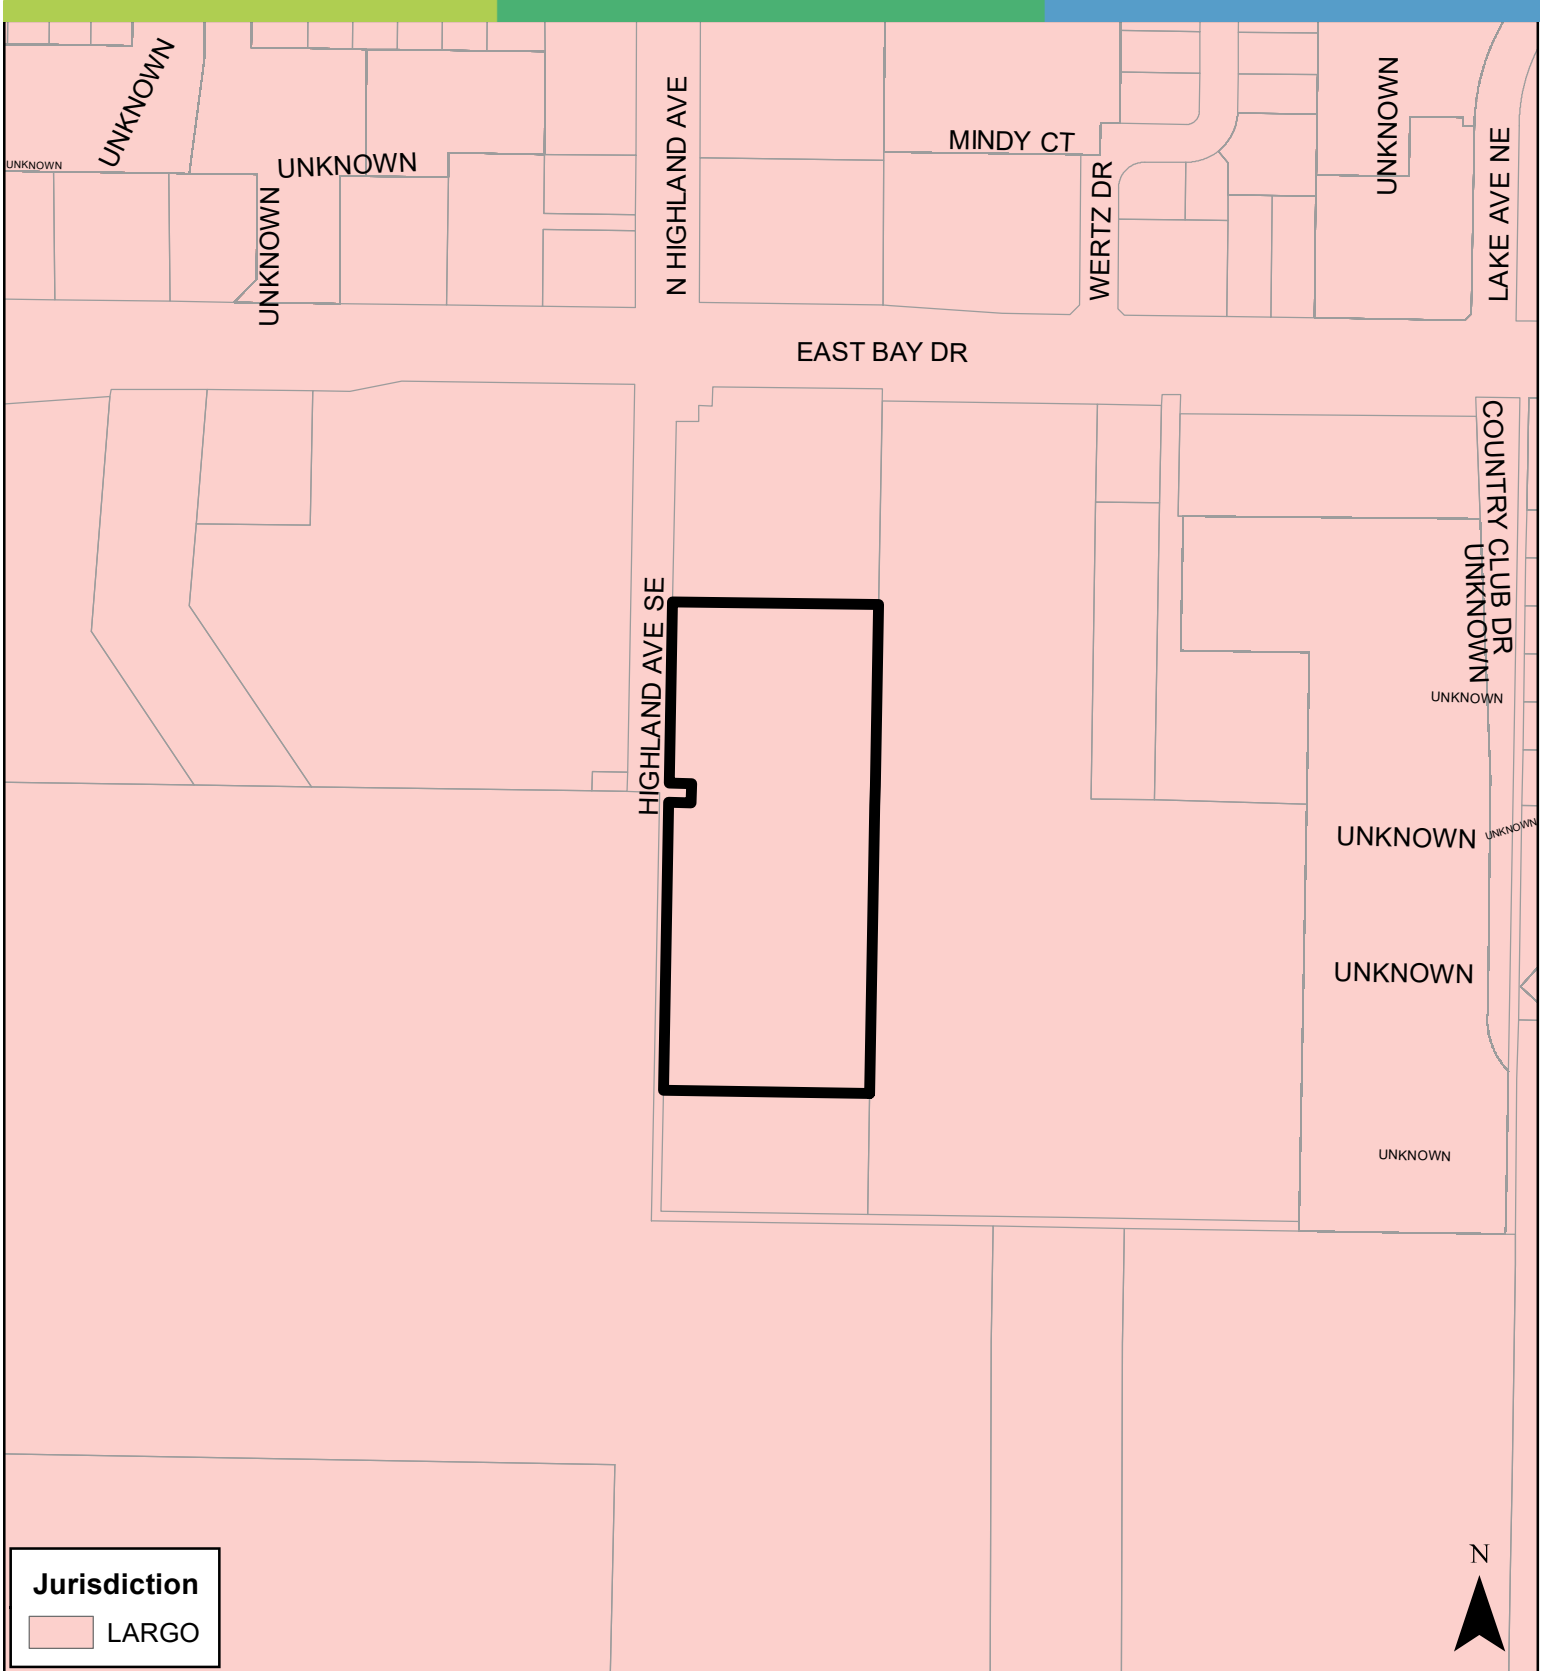 UNKNOWN
UNKNOWN
UNKNOWN
UNKNOWN
N HIGHLAND AVE
MINDY CT
WERTZ DR
UNKNOWN
LAKE AVE NE
EAST BAY DR
COUNTRY CLUB DR
UNKNOWN
UNKNOWN
HIGHLAND AVE SE
UNKNOWN
UNKNOWN
UNKNOWN
UNKNOWN
N
Jurisdiction
LARGO